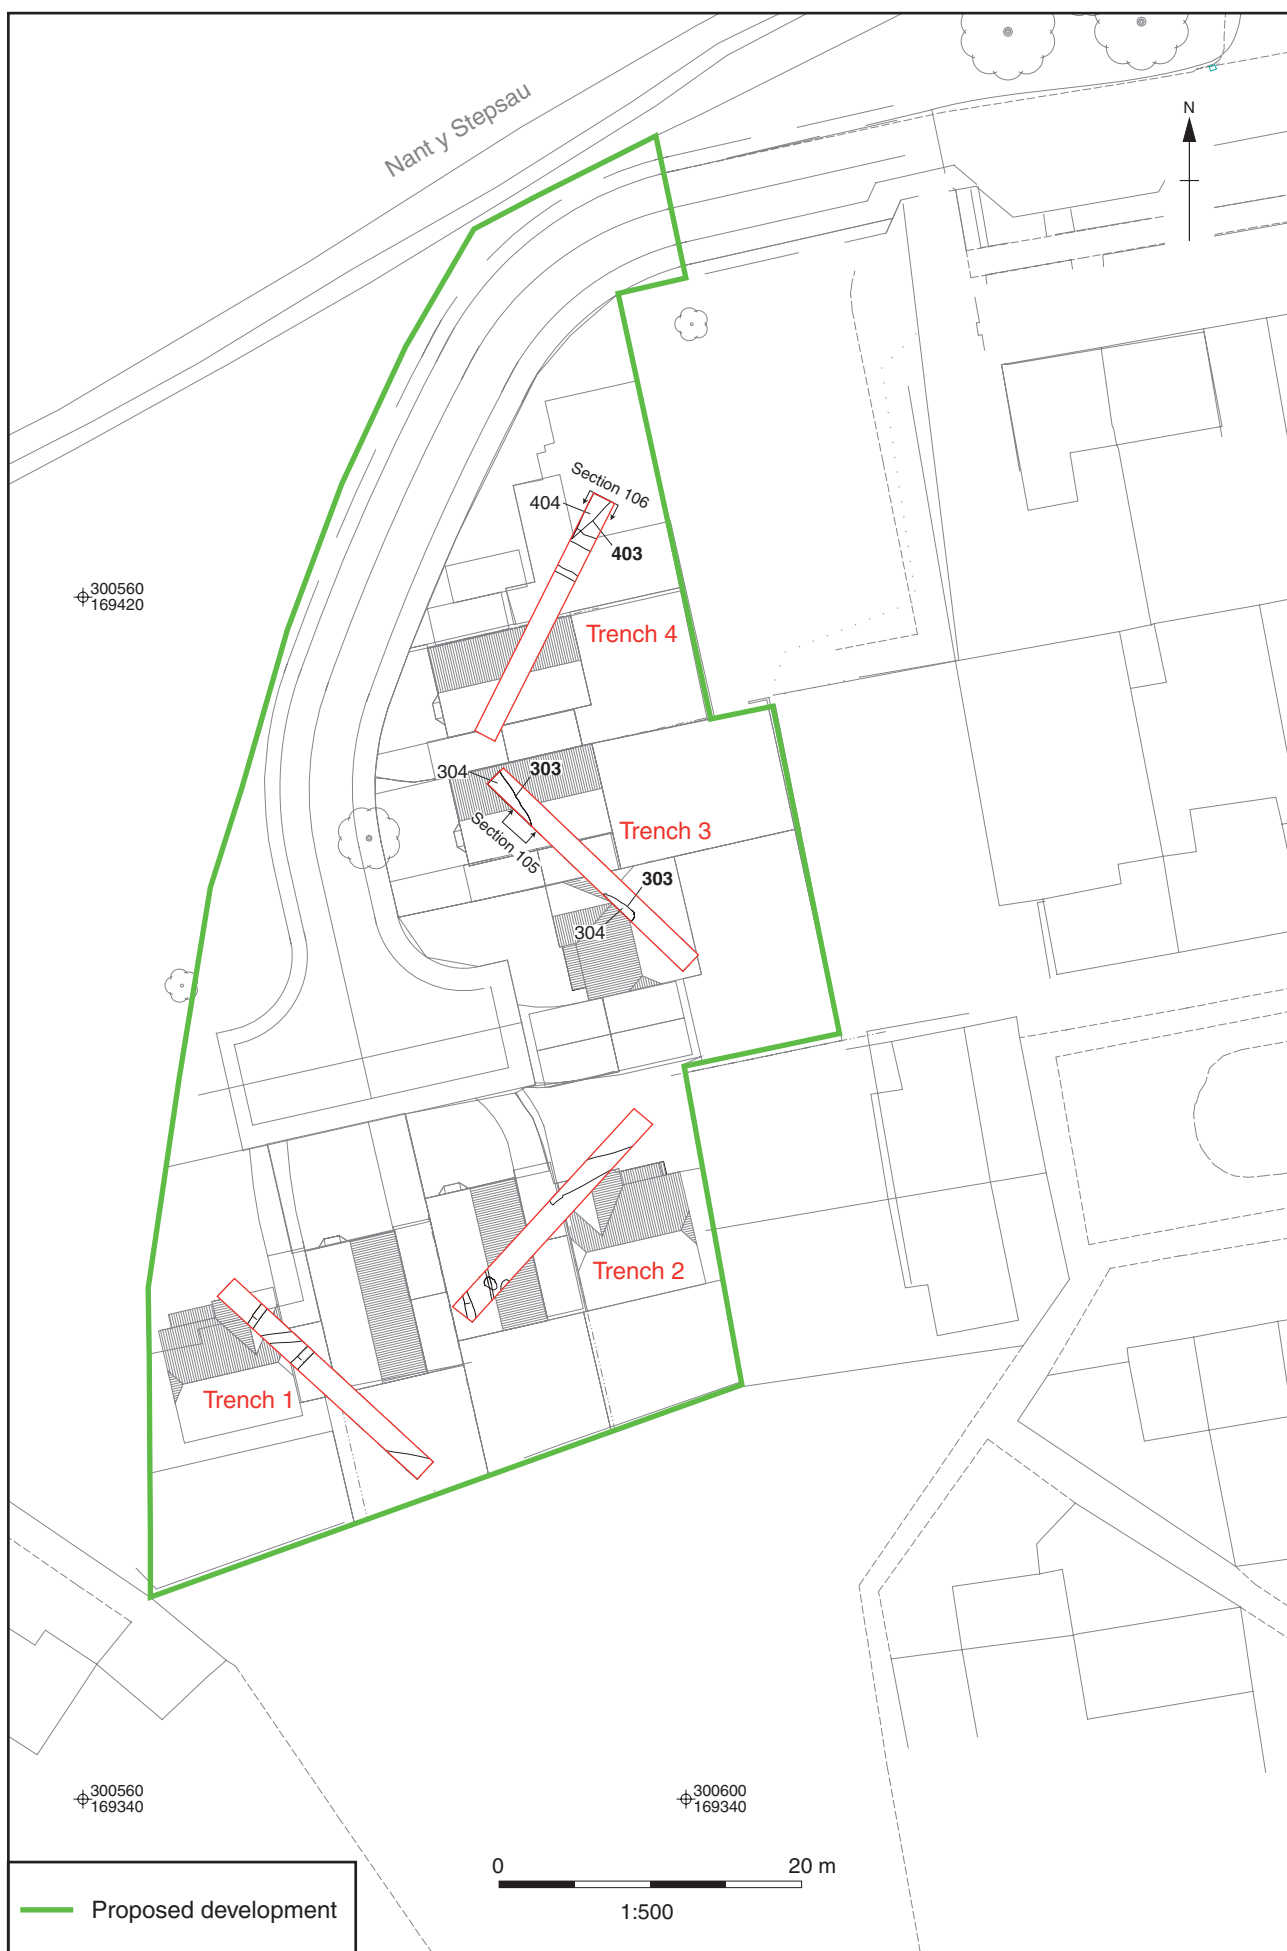 Nant y Stepsau
N
Section 106
404
403
300560
169420
Trench 4
304
303
Trench 3
Section 105
303
304
Trench 2
Trench 1
300560
169340
300600
169340
0 20 m
1:500
Proposed development